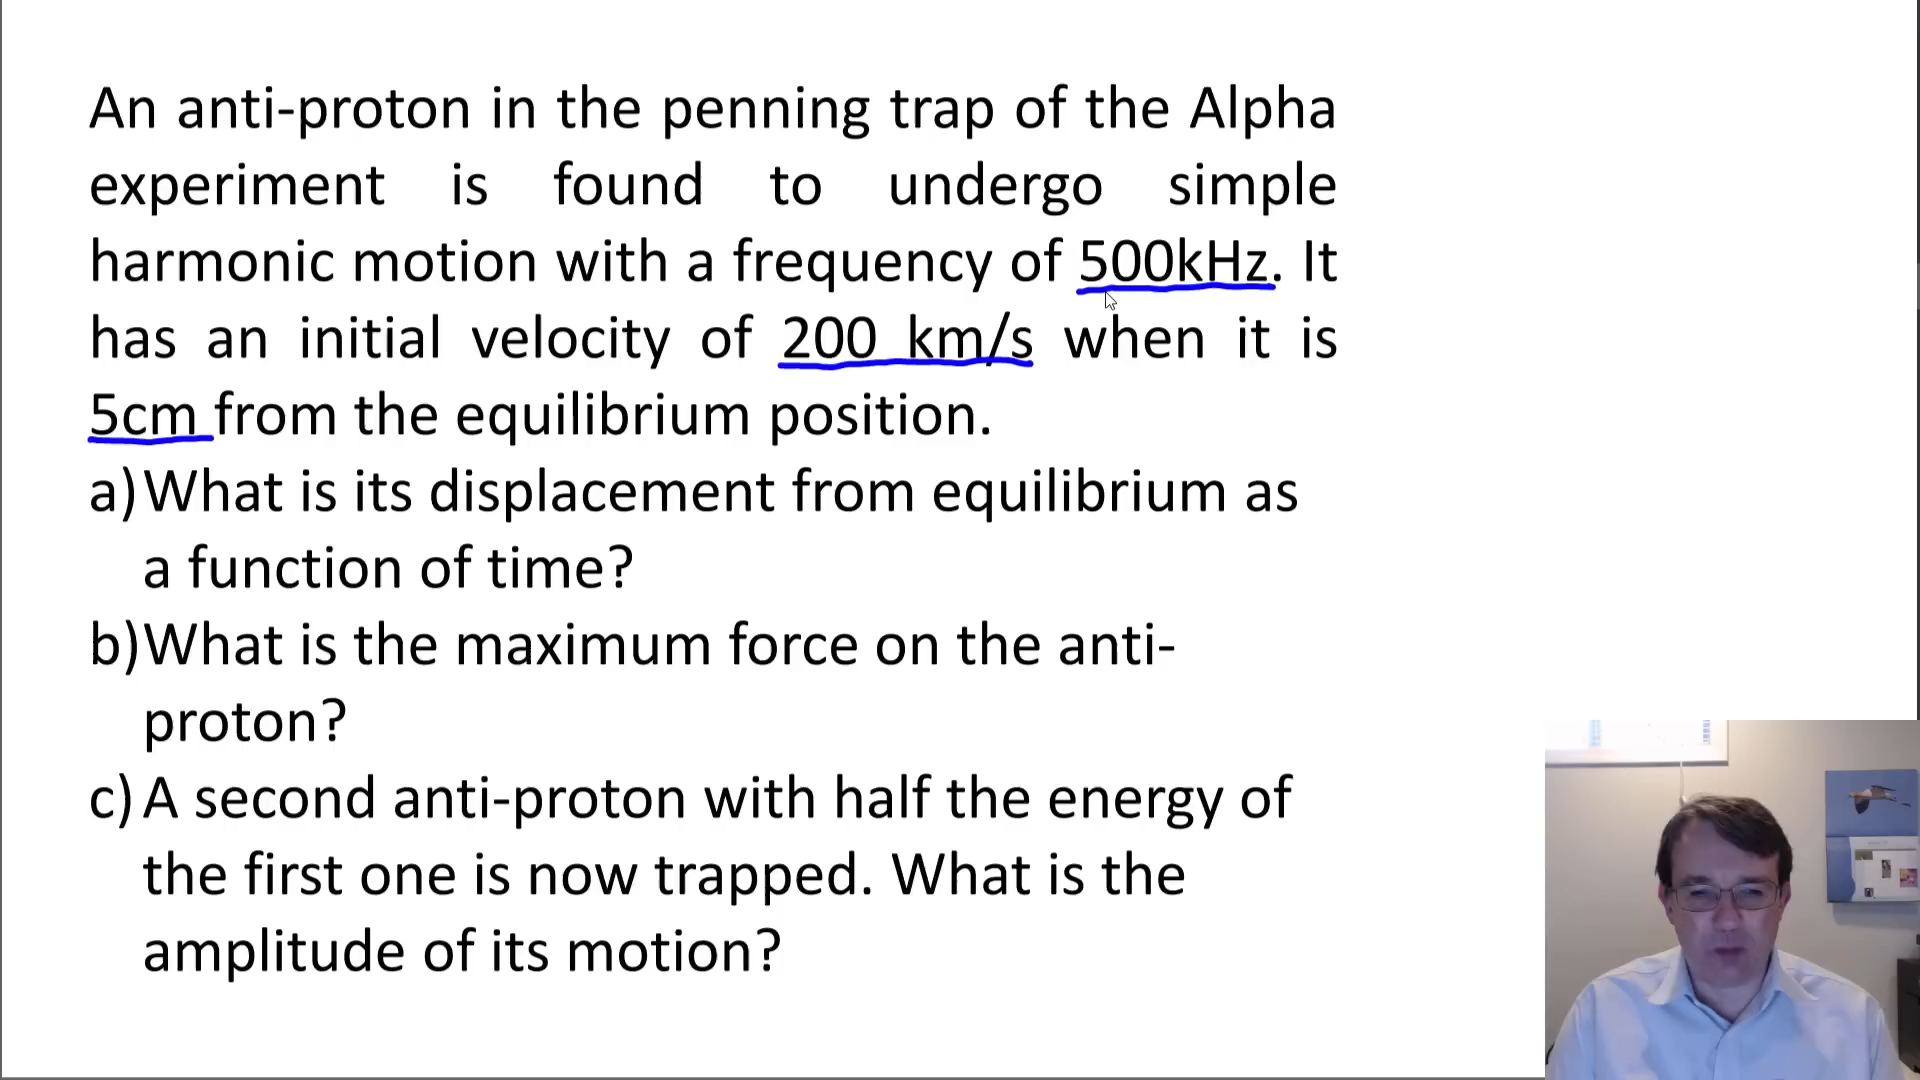 An anti-proton in the penning trap of the Alpha
experiment is found to undergo simple
harmonic motion with a frequency of 500kHz. It
has an initial velocity of 200 km/s when it is
5cm from the equilibrium position.
a)What is its displacement from equilibrium as
a function of time?
b)What is the maximum force on the anti-
proton?
c)A second anti-proton with half the energy of
the first one is now trapped. What is the
amplitude of its motion?